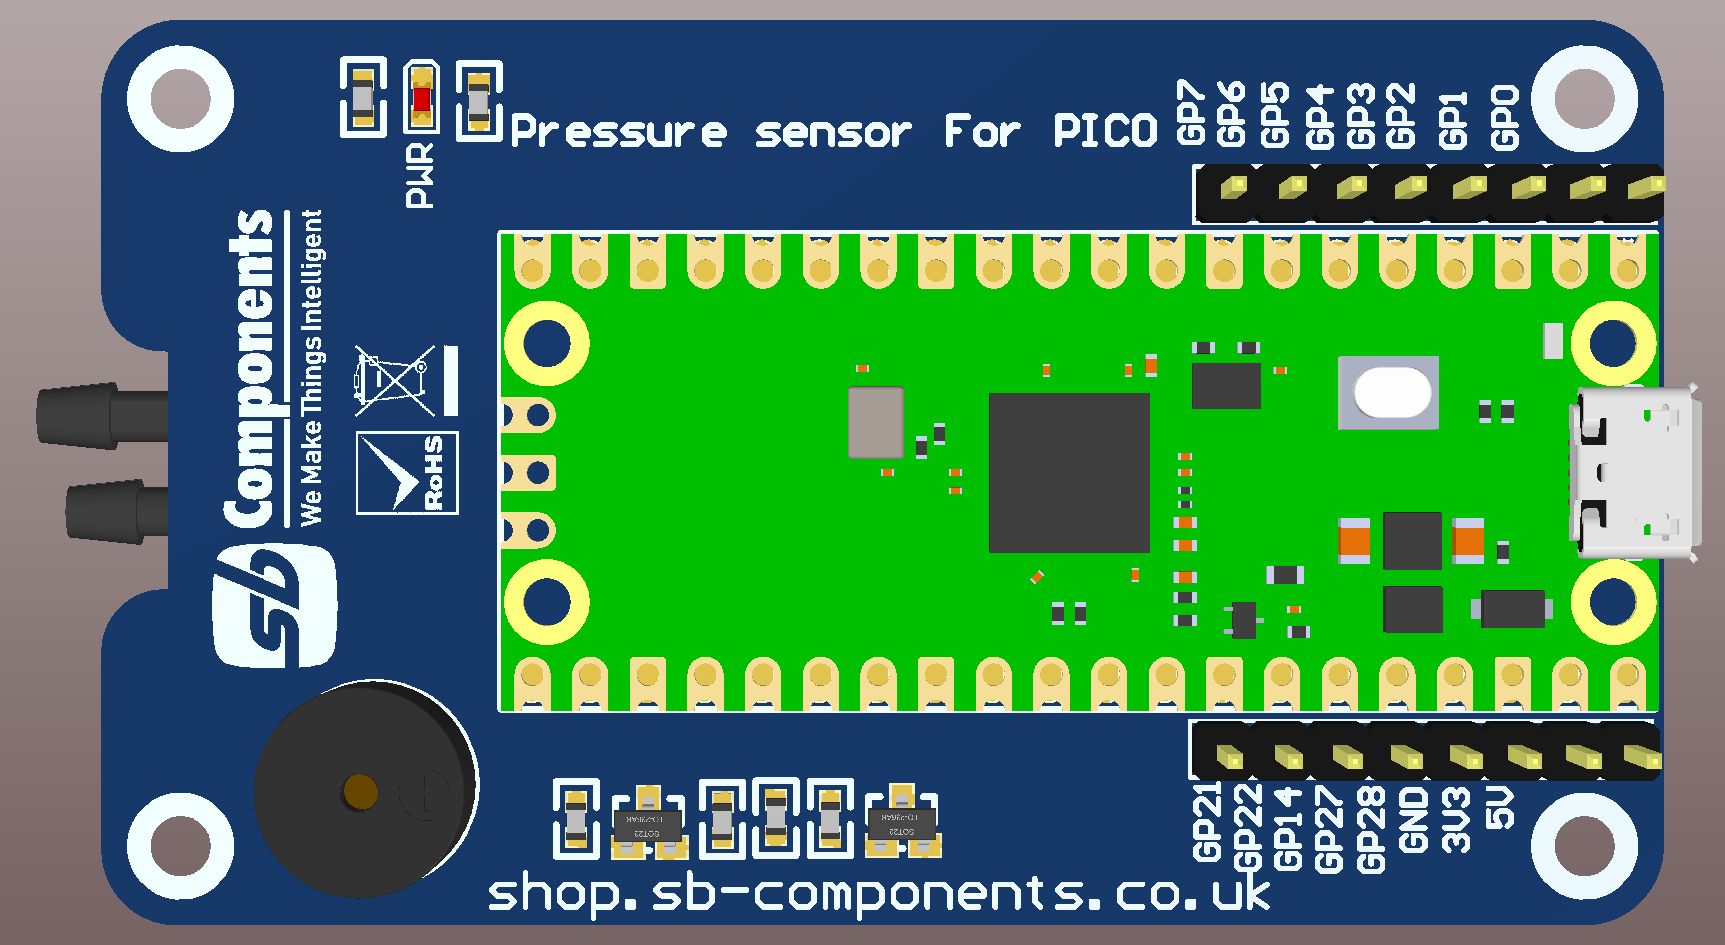 PWR
Pressure sensor For PICO
GP7
GP6
GP5
GP4
GP3
GP2
GP1
GP0
Components
We Make Things Intelligent
sb
RoHS
SOT23
SOT23
GP21
GP22
GP14
GP27
GP28
GND
3V3
5V
shop.sb-components.co.uk